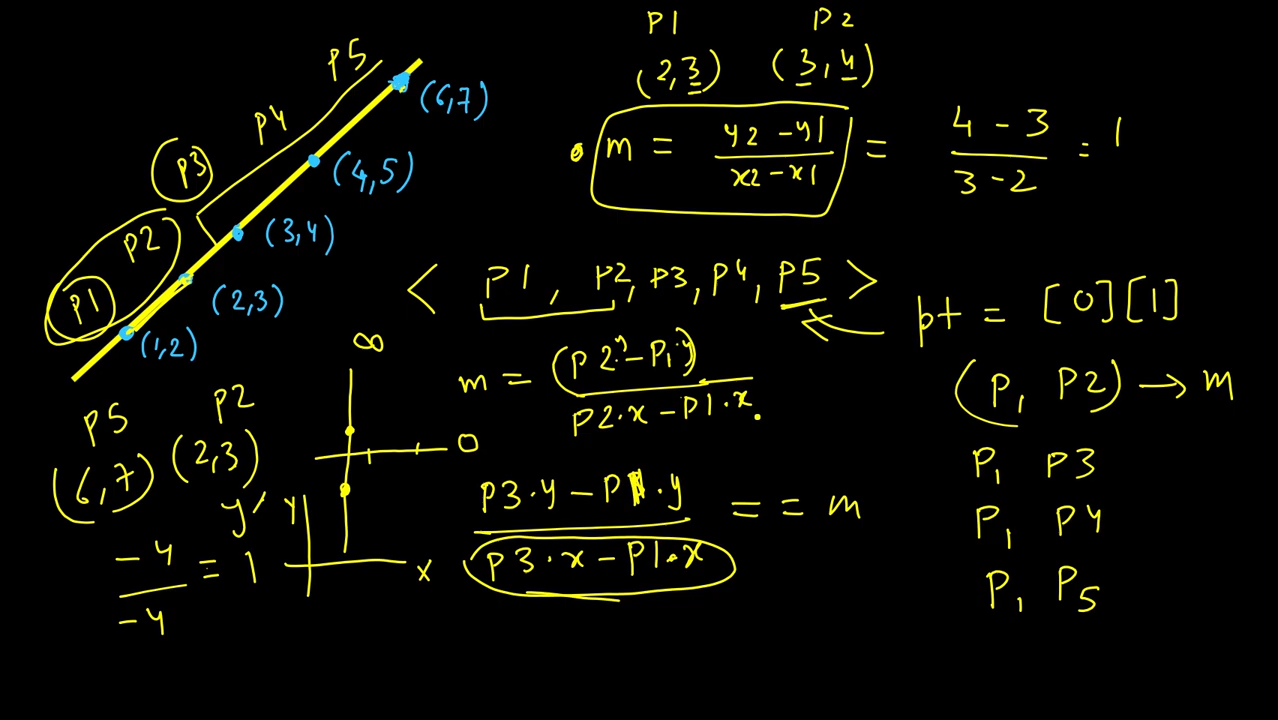 P1 P2
(2,3) (3,4)
m = y2 - y1 / x2 - x1 = 4 - 3 / 3 - 2 = 1
P5
(6,7)
P4
(4,5)
P3
(3,4)
P2
(2,3)
P1
(1,2)
< P1, P2, P3, P4, P5 >
pt = [0][1]
m = (P2.y - P1.y) / P2.x - P1.x
(P1 P2) → m
∞
0
P5 P2
(6,7) (2,3)
P1 P3
P3.y - P1.y / P3.x - P1.x == m
P1 P4
y' Y
X
-4 / -4 = 1
P1 P5